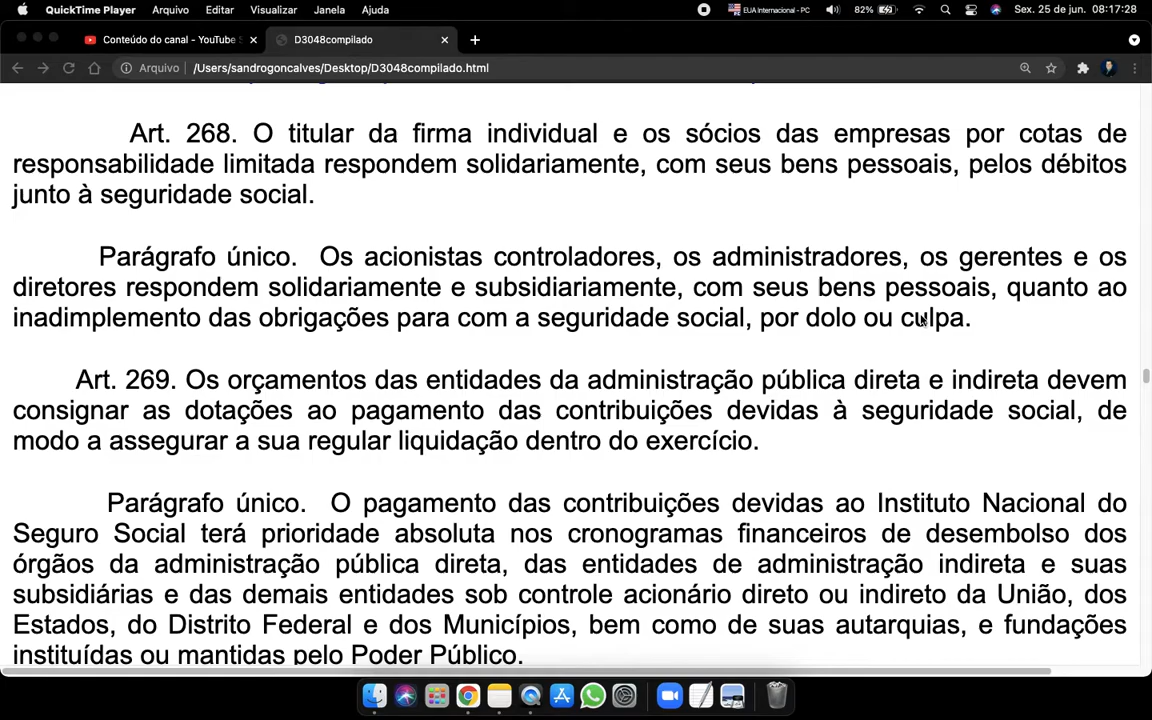 QuickTime Player Arquivo Editar Visualizar Janela Ajuda EUA Internacional - PC 82% Sex. 25 de jun. 08:17:28
Conteúdo do canal - YouTube D3048compilado
Arquivo /Users/sandrogoncalves/Desktop/D3048compilado.html
Art. 268. O titular da firma individual e os sócios das empresas por cotas de
responsabilidade limitada respondem solidariamente, com seus bens pessoais, pelos débitos
junto à seguridade social.
Parágrafo único. Os acionistas controladores, os administradores, os gerentes e os
diretores respondem solidariamente e subsidiariamente, com seus bens pessoais, quanto ao
inadimplemento das obrigações para com a seguridade social, por dolo ou culpa.
Art. 269. Os orçamentos das entidades da administração pública direta e indireta devem
consignar as dotações ao pagamento das contribuições devidas à seguridade social, de
modo a assegurar a sua regular liquidação dentro do exercício.
Parágrafo único. O pagamento das contribuições devidas ao Instituto Nacional do
Seguro Social terá prioridade absoluta nos cronogramas financeiros de desembolso dos
órgãos da administração pública direta, das entidades de administração indireta e suas
subsidiárias e das demais entidades sob controle acionário direto ou indireto da União, dos
Estados, do Distrito Federal e dos Municípios, bem como de suas autarquias, e fundações
instituídas ou mantidas pelo Poder Público.